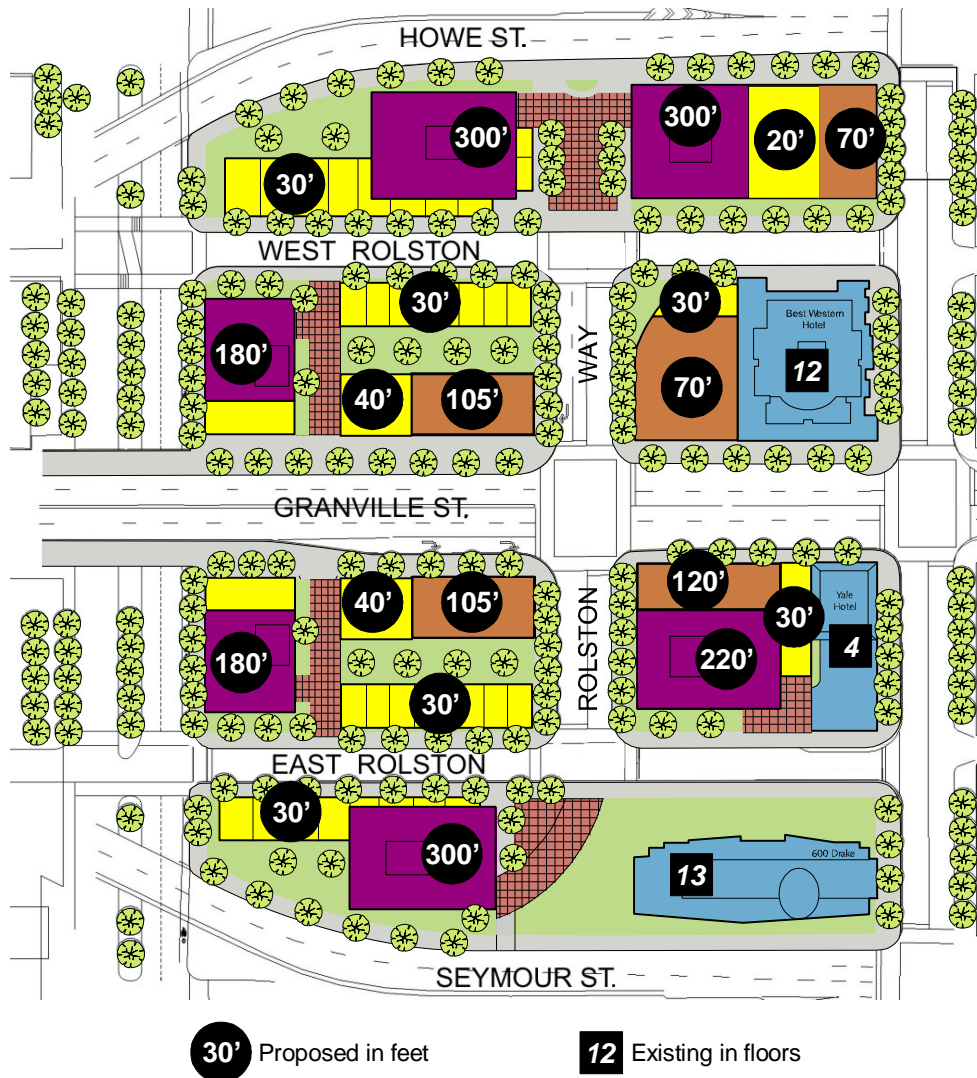 HOWE ST.
300'
300'
20'
70'
30'
WEST ROLSTON
30'
30'
Best Western
Hotel
180'
WAY
12
70'
40'
105'
GRANVILLE ST.
120'
40'
105'
30'
Yale
Hotel
ROLSTON
4
180'
220'
30'
EAST ROLSTON
30'
300'
600 Drake
13
SEYMOUR ST.
30' Proposed in feet
12 Existing in floors